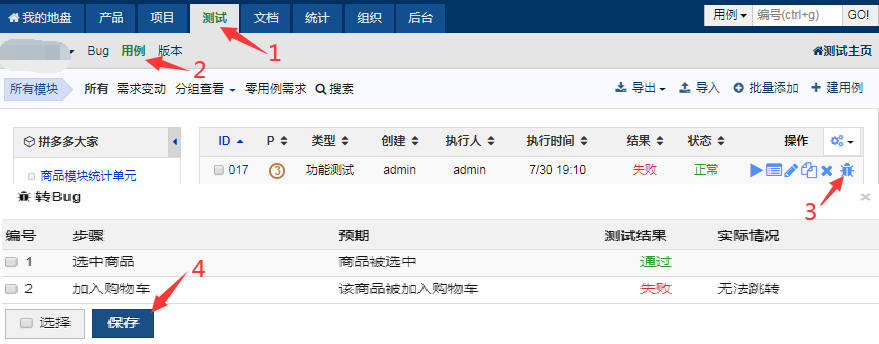 我的地盘 产品 项目 测试 文档 统计 组织 后台 用例 编号(ctrl+g) GO!
1
Bug 用例 版本 测试主页
2
所有模块 所有 需求变动 分组查看 零用例需求 搜索 导出 导入 批量添加 建用例
拼多多大家 ID P 类型 创建 执行人 执行时间 结果 状态 操作
商品模块统计单元 017 3 功能测试 admin admin 7/30 19:10 失败 正常
转Bug
3
编号 步骤 预期 测试结果 实际情况
1 选中商品 商品被选中 通过
4
2 加入购物车 该商品被加入购物车 失败 无法跳转
选择 保存